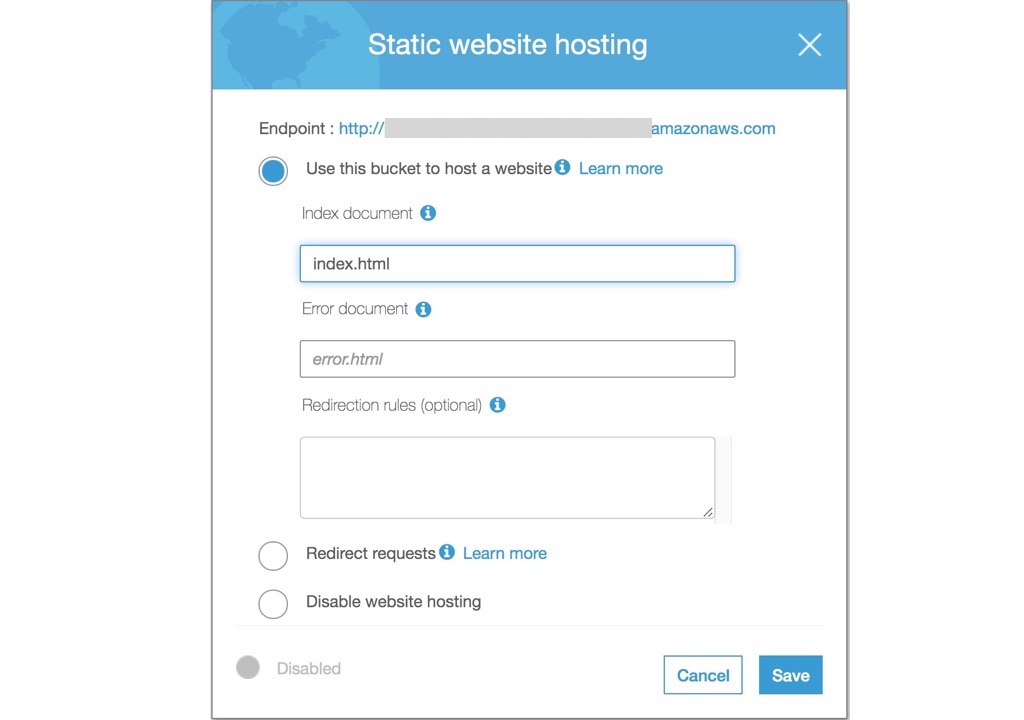 Static website hosting
Endpoint : http://
amazonaws.com
Use this bucket to host a website Learn more
Index document
index.html
Error document
error.html
Redirection rules (optional)
Redirect requests Learn more
Disable website hosting
Disabled
Cancel Save